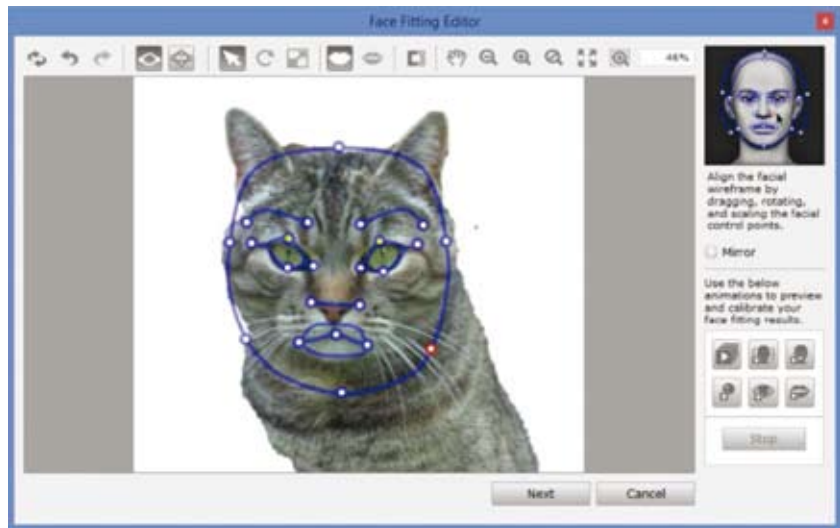 Face Fitting Editor
46%
Align the facial
wireframe by
dragging, rotating,
and scaling the facial
control points.
Mirror
Use the below
animations to preview
and calibrate your
face fitting results.
Stop
Next
Cancel